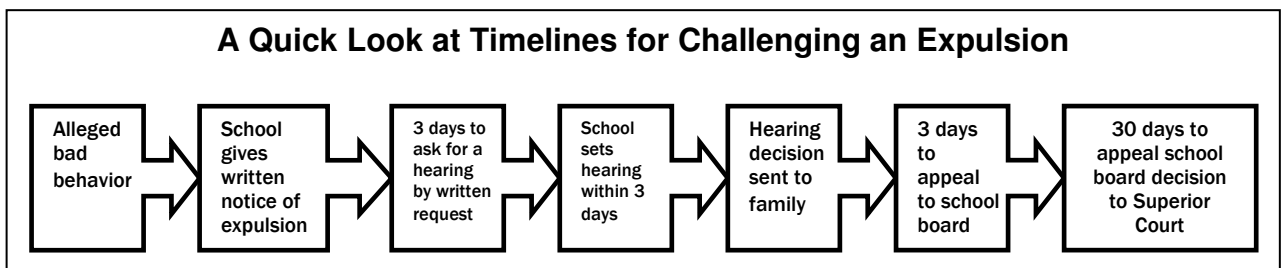 A Quick Look at Timelines for Challenging an Expulsion
Alleged
bad
behavior
School
gives
written
notice of
expulsion
3 days to
ask for a
hearing
by written
request
School
sets
hearing
within 3
days
Hearing
decision
sent to
family
3 days
to
appeal
to school
board
30 days to
appeal school
board decision
to Superior
Court